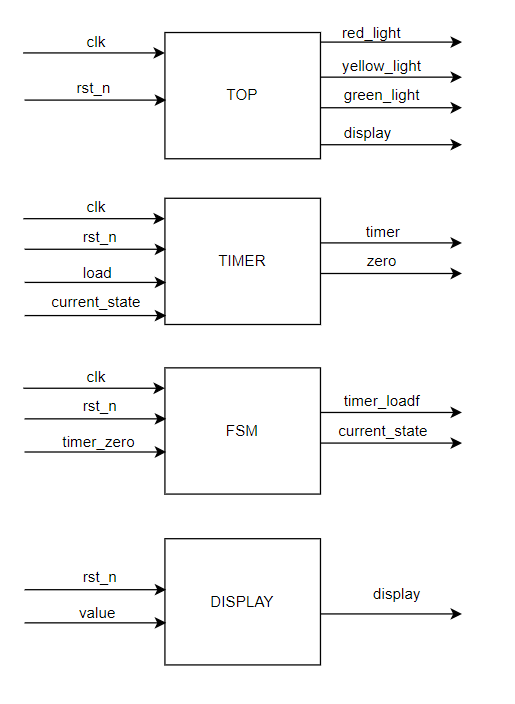 clk
rst_n
TOP
red_light
yellow_light
green_light
display
clk
rst_n
load
current_state
TIMER
timer
zero
clk
rst_n
timer_zero
FSM
timer_loadf
current_state
rst_n
value
DISPLAY
display